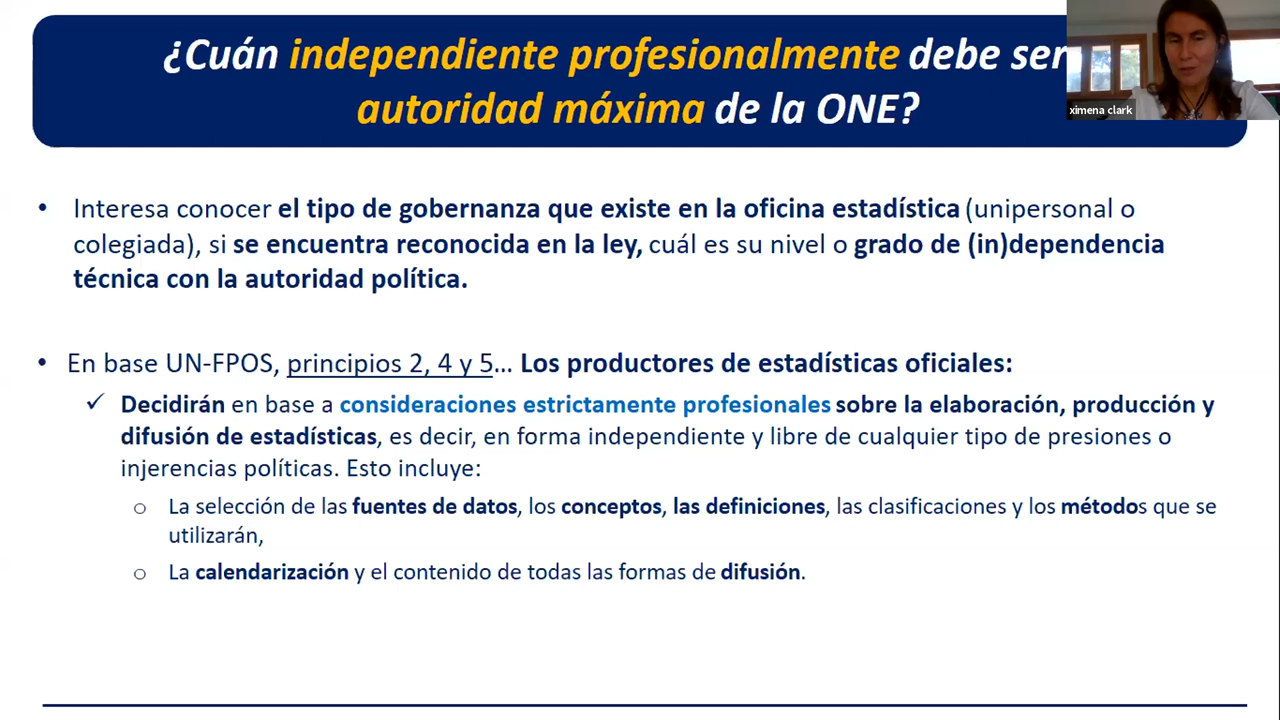 ¿Cuán independiente profesionalmente debe ser
autoridad máxima de la ONE?
ximena clark
• Interesa conocer el tipo de gobernanza que existe en la oficina estadística (unipersonal o
colegiada), si se encuentra reconocida en la ley, cuál es su nivel o grado de (in)dependencia
técnica con la autoridad política.
• En base UN-FPOS, principios 2, 4 y 5... Los productores de estadísticas oficiales:
✓ Decidirán en base a consideraciones estrictamente profesionales sobre la elaboración, producción y
difusión de estadísticas, es decir, en forma independiente y libre de cualquier tipo de presiones o
injerencias políticas. Esto incluye:
o La selección de las fuentes de datos, los conceptos, las definiciones, las clasificaciones y los métodos que se
utilizarán,
o La calendarización y el contenido de todas las formas de difusión.